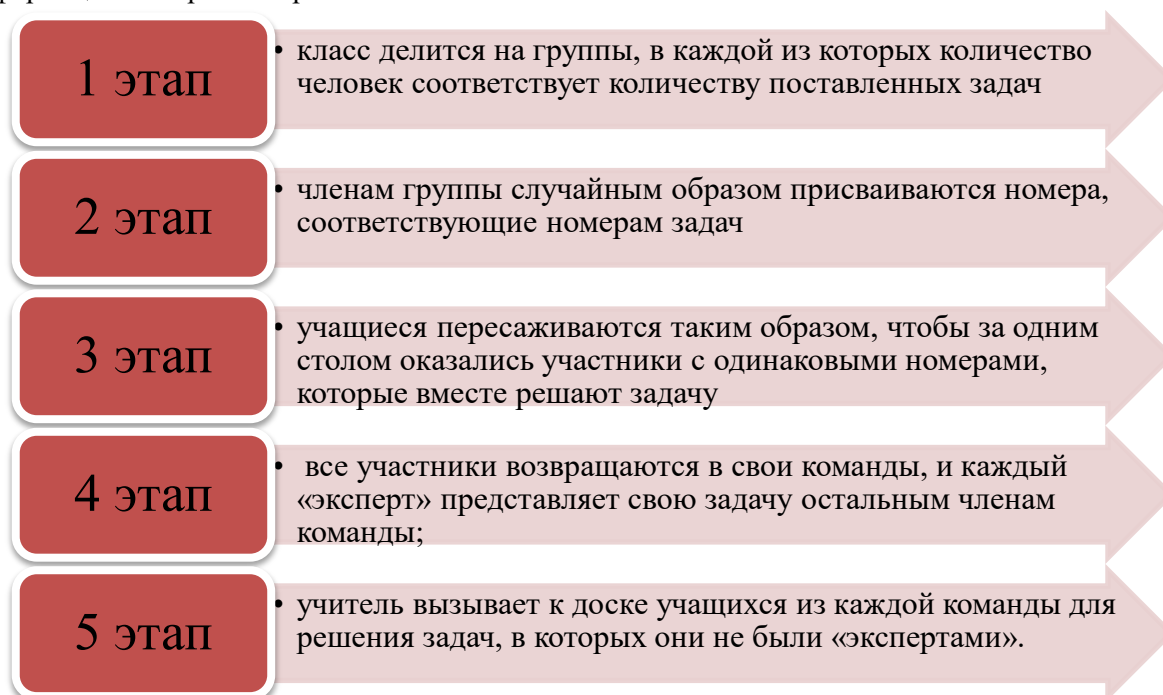 1 этап
• класс делится на группы, в каждой из которых количество
человек соответствует количеству поставленных задач
2 этап
• членам группы случайным образом присваиваются номера,
соответствующие номерам задач
3 этап
• учащиеся пересаживаются таким образом, чтобы за одним
столом оказались участники с одинаковыми номерами,
которые вместе решают задачу
4 этап
• все участники возвращаются в свои команды, и каждый
«эксперт» представляет свою задачу остальным членам
команды;
5 этап
• учитель вызывает к доске учащихся из каждой команды для
решения задач, в которых они не были «экспертами».